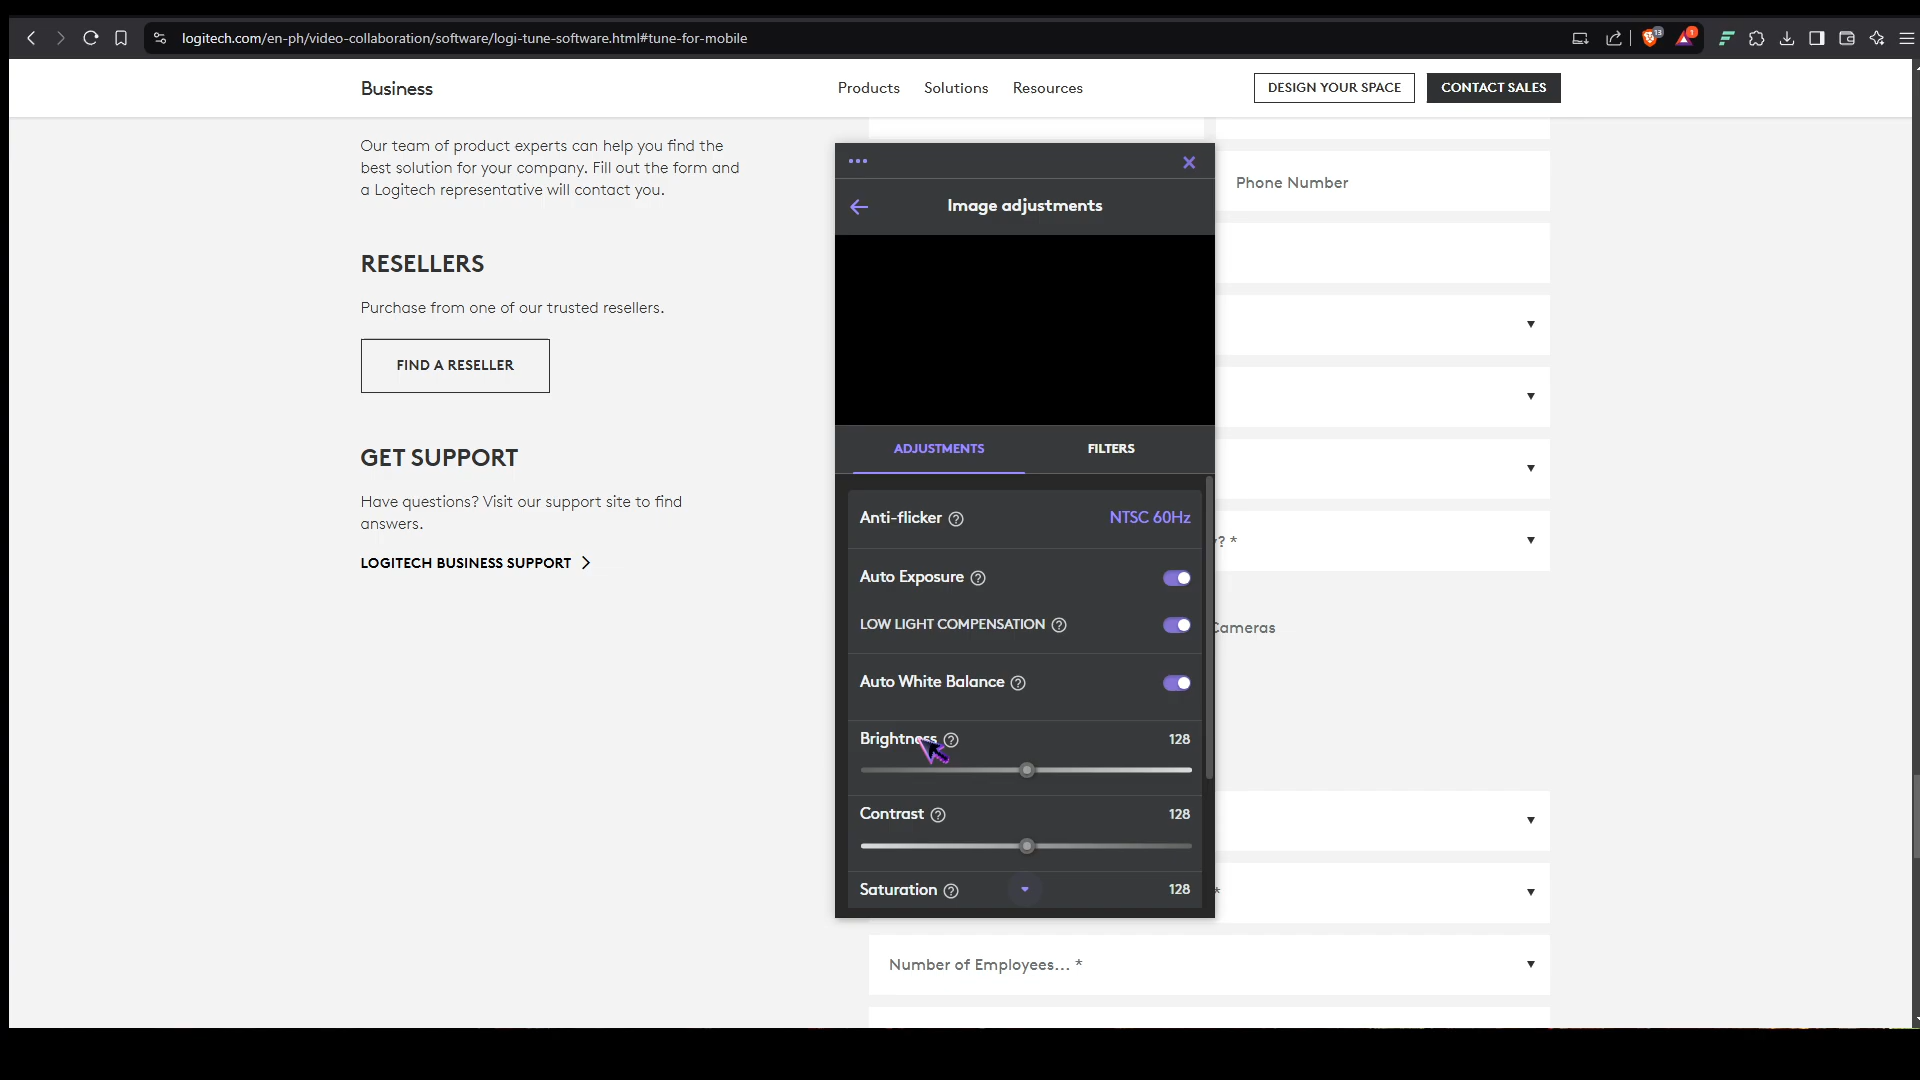 logitech.com/en-ph/video-collaboration/software/logi-tune-software.html#tune-for-mobile
13
1
Business
Products
Solutions
Resources
DESIGN YOUR SPACE
CONTACT SALES
Our team of product experts can help you find the
best solution for your company. Fill out the form and
a Logitech representative will contact you.
RESELLERS
Purchase from one of our trusted resellers.
FIND A RESELLER
GET SUPPORT
Have questions? Visit our support site to find
answers.
LOGITECH BUSINESS SUPPORT
Image adjustments
ADJUSTMENTS
FILTERS
Anti-flicker
NTSC 60Hz
Auto Exposure
LOW LIGHT COMPENSATION
Auto White Balance
Brightness
128
Contrast
128
Saturation
128
Phone Number
? *
Cameras
*
Number of Employees... *